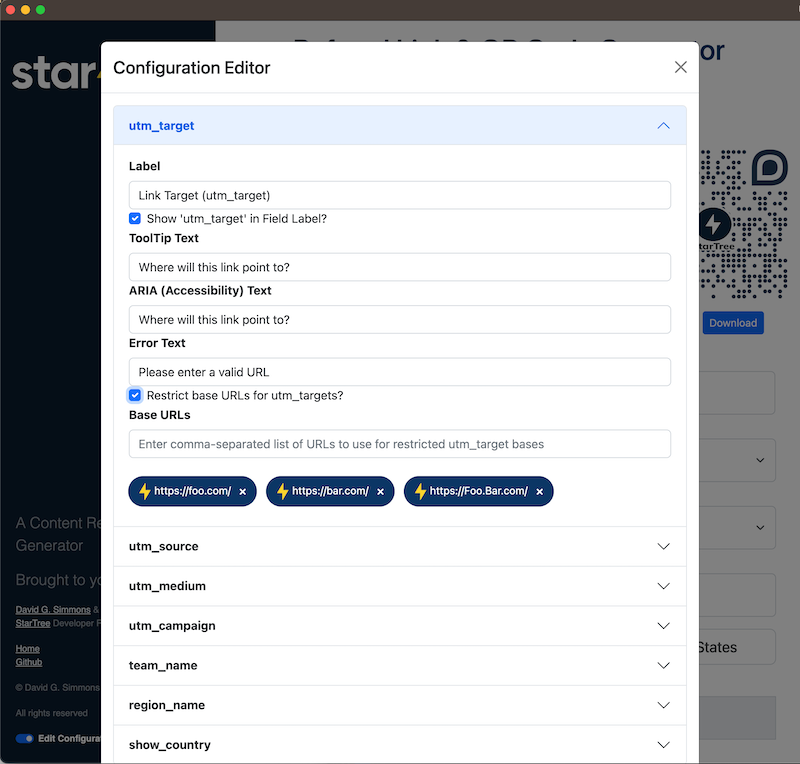 star
or
Configuration Editor
utm_target
Label
Link Target (utm_target)
Show 'utm_target' in Field Label?
ToolTip Text
Where will this link point to?
ARIA (Accessibility) Text
Where will this link point to?
Error Text
Please enter a valid URL
Restrict base URLs for utm_targets?
Base URLs
Enter comma-separated list of URLs to use for restricted utm_target bases
https://foo.com/ ×
https://bar.com/ ×
https://Foo.Bar.com/ ×
utm_source
utm_medium
utm_campaign
team_name
region_name
show_country
A Content Re
Generator
Brought to yo
David G. Simmons &
StarTree Developer R
Home
Github
© David G. Simmons
All rights reserved
Edit Configurat
tarTree
Download
States